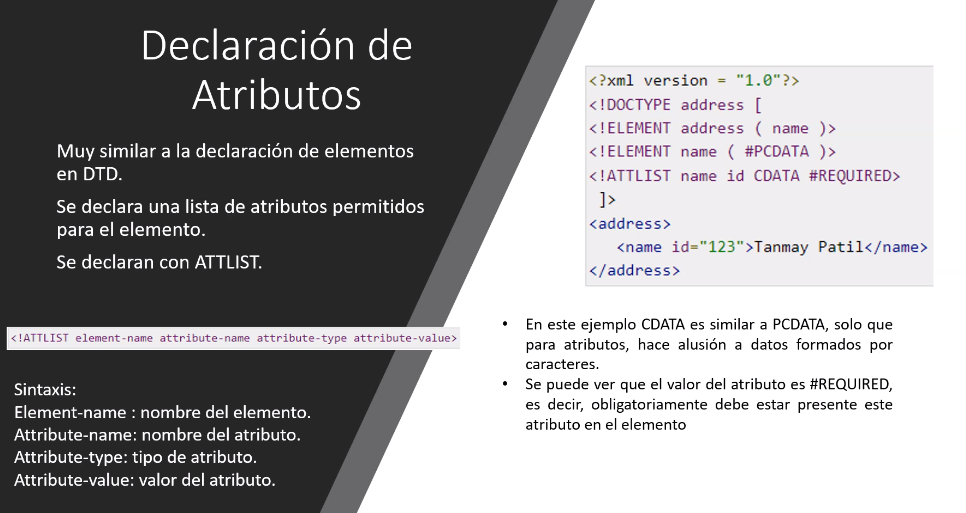 Declaración de
Atributos
Muy similar a la declaración de elementos
en DTD.
Se declara una lista de atributos permitidos
para el elemento.
Se declaran con ATTLIST.
<!ATTLIST element-name attribute-name attribute-type attribute-value>
Sintaxis:
Element-name : nombre del elemento.
Attribute-name: nombre del atributo.
Attribute-type: tipo de atributo.
Attribute-value: valor del atributo.
<?xml version = "1.0"?>
<!DOCTYPE address [
<!ELEMENT address ( name )>
<!ELEMENT name ( #PCDATA )>
<!ATTLIST name id CDATA #REQUIRED>
]>
<address>
<name id="123">Tanmay Patil</name>
</address>
• En este ejemplo CDATA es similar a PCDATA, solo que
para atributos, hace alusión a datos formados por
caracteres.
• Se puede ver que el valor del atributo es #REQUIRED,
es decir, obligatoriamente debe estar presente este
atributo en el elemento